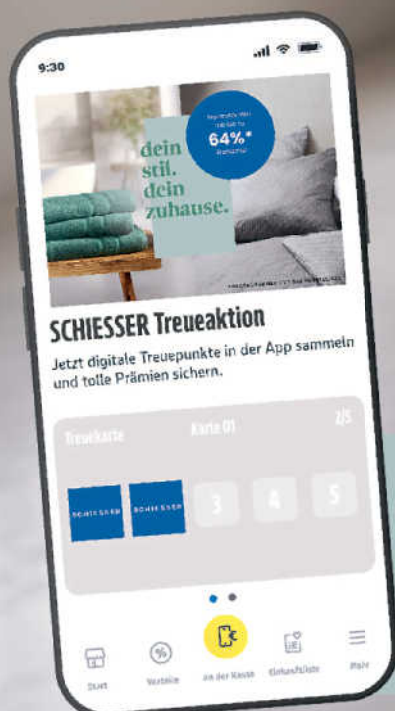 9:30
64%*
dein
stil.
dein
zuhause.
SCHIESSER Treueaktion
Jetzt digitale Treuepunkte in der App sammeln
und tolle Prämien sichern.
Treuekarte Karte 01 2/5
SCHIESSER SCHIESSER 3 4 5
Start Vorteile An der Kasse Einkaufsliste Mehr